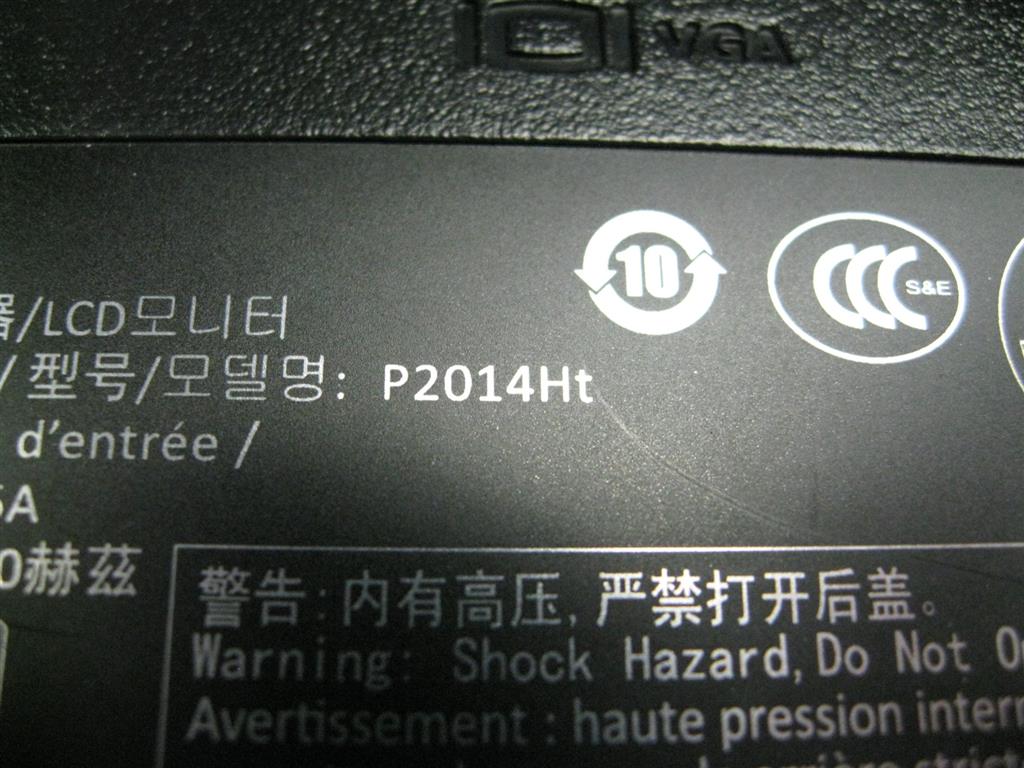 VGA
10
CCC S&E
器/LCD모니터
/型号/모델명: P2014Ht
d'entrée /
5A
0赫兹
警告:内有高压,严禁打开后盖。
Warning: Shock Hazard, Do Not
Avertissement : haute pression